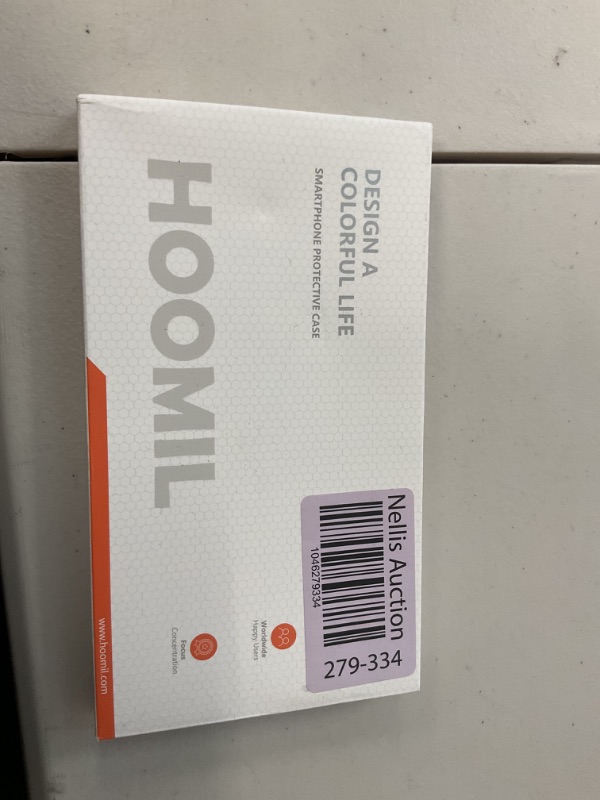 DESIGN A
COLORFUL LIFE
SMARTPHONE PROTECTIVE CASE
HOOMIL
Nellis Auction
1046279334
279-334
Worldwide
Happy Users
Focus
Concentration
www.hoomil.com